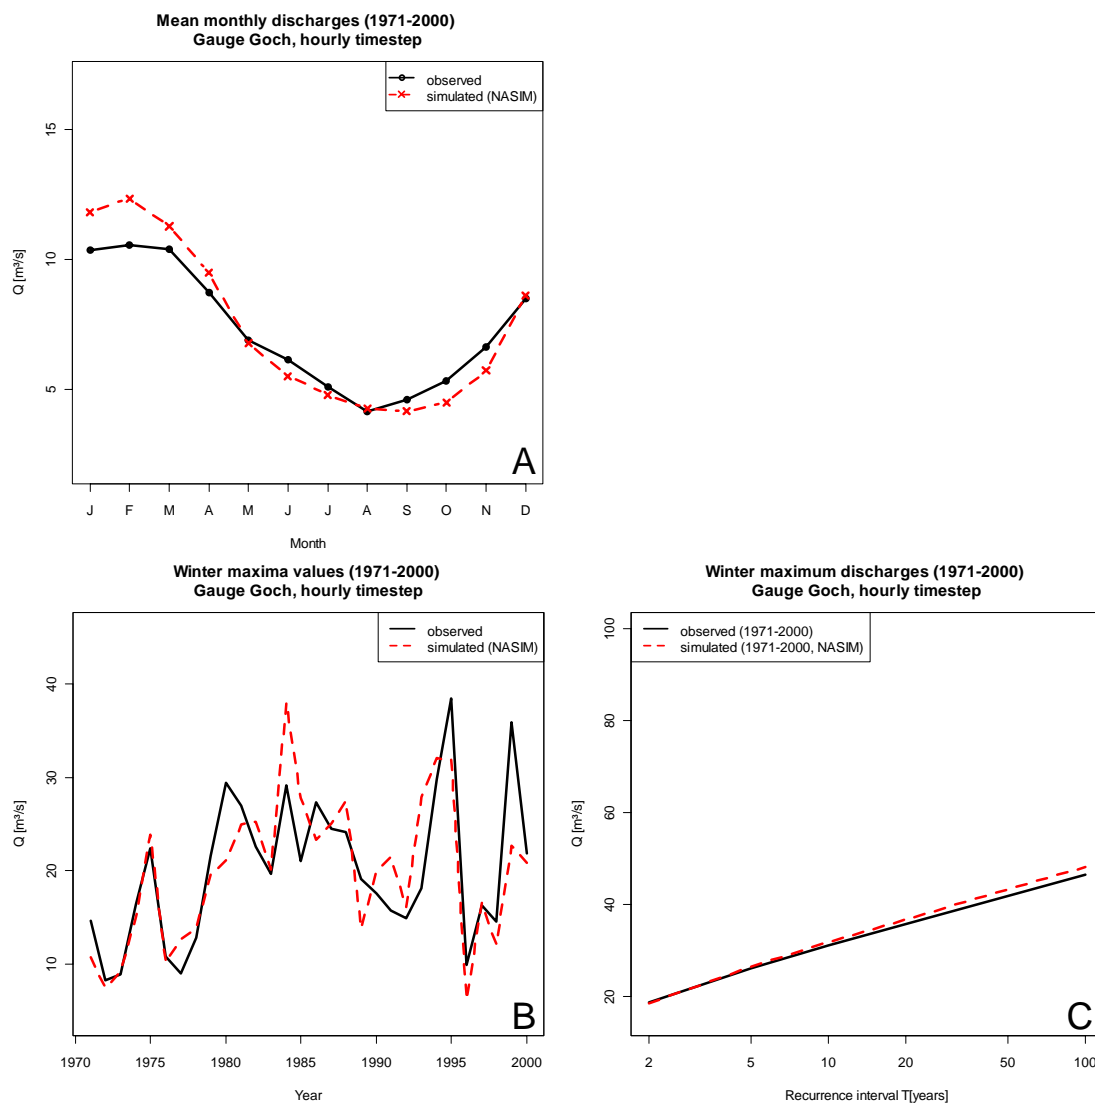 Mean monthly discharges (1971-2000)
Gauge Goch, hourly timestep
observed
simulated (NASIM)
Q [m³/s]
15
10
5
A
J F M A M J J A S O N D
Month
Winter maxima values (1971-2000)
Gauge Goch, hourly timestep
observed
simulated (NASIM)
Q [m³/s]
40
30
20
10
B
1970 1975 1980 1985 1990 1995 2000
Year
Winter maximum discharges (1971-2000)
Gauge Goch, hourly timestep
observed (1971-2000)
simulated (1971-2000, NASIM)
Q [m³/s]
100
80
60
40
20
C
2 5 10 20 50 100
Recurrence interval T[years]